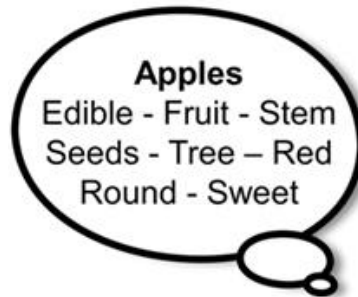 Apples
Edible - Fruit - Stem
Seeds - Tree – Red
Round - Sweet